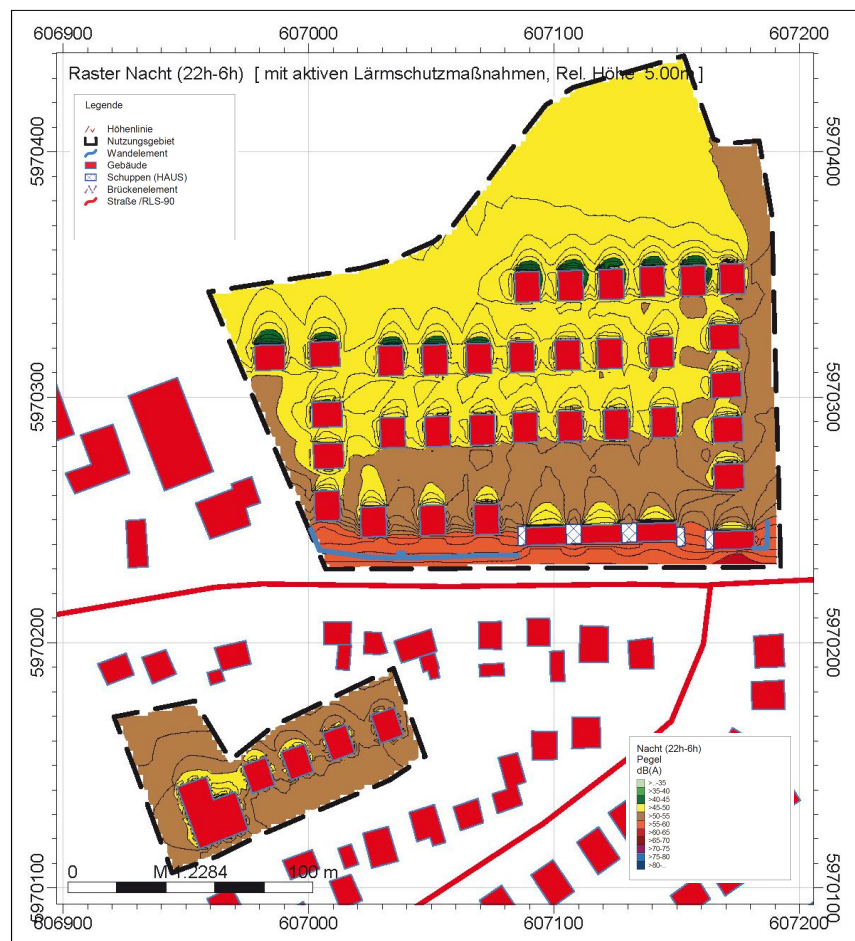 606900 607000 607100 607200
Raster Nacht (22h-6h) [ mit aktiven Lärmschutzmaßnahmen, Rel. Höhe 5.00m ]
Legende
Höhenlinie
Nutzungsgebiet
Wandelement
Gebäude
Schuppen (HAUS)
Brückenelement
Straße /RLS-90
5970400 5970400
5970300 5970300
5970200 5970200
5970100 5970100
Nacht (22h-6h)
Pegel
dB(A)
>..-35
>35-40
>40-45
>45-50
>50-55
>55-60
>60-65
>65-70
>70-75
>75-80
>80-..
0 M 1:2284 100 m
606900 607000 607100 607200